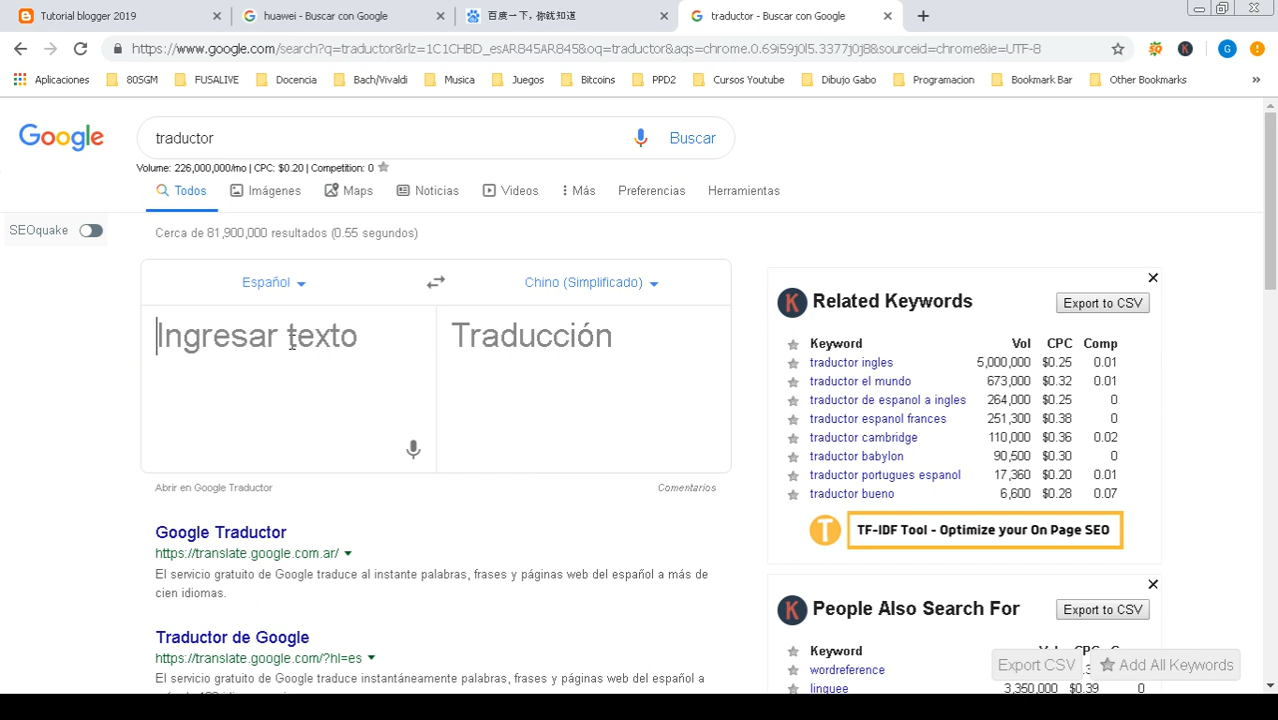 Tutorial blogger 2019
huawei - Buscar con Google
百度一下，你就知道
traductor - Buscar con Google
https://www.google.com/search?q=traductor&rlz=1C1CHBD_esAR845AR845&oq=traductor&aqs=chrome.0.69i59j0l5.3377j0j8&sourceid=chrome&ie=UTF-8
Aplicaciones
80SGM
FUSALIVE
Docencia
Bach/Vivaldi
Musica
Juegos
Bitcoins
PPD2
Cursos Youtube
Dibujo Gabo
Programacion
Bookmark Bar
Other Bookmarks
Google
traductor
Buscar
Volume: 226,000,000/mo | CPC: $0.20 | Competition: 0
Todos
Imágenes
Maps
Noticias
Videos
Más
Preferencias
Herramientas
SEOquake
Cerca de 81,900,000 resultados (0.55 segundos)
Español
Chino (Simplificado)
Ingresar texto
Traducción
Abrir en Google Traductor
Comentarios
Google Traductor
https://translate.google.com.ar/
El servicio gratuito de Google traduce al instante palabras, frases y páginas web del español a más de
cien idiomas.
Traductor de Google
https://translate.google.com/?hl=es
El servicio gratuito de Google traduce instantáneamente palabras, frases y páginas web del español a
Related Keywords
Export to CSV
Keyword Vol CPC Comp
traductor ingles 5,000,000 $0.25 0.01
traductor el mundo 673,000 $0.32 0.01
traductor de espanol a ingles 264,000 $0.25 0
traductor espanol frances 251,300 $0.38 0
traductor cambridge 110,000 $0.36 0.02
traductor babylon 90,500 $0.30 0
traductor portugues espanol 17,360 $0.20 0.01
traductor bueno 6,600 $0.28 0.07
TF-IDF Tool - Optimize your On Page SEO
People Also Search For
Export to CSV
Keyword
wordreference
linguee 3,350,000 $0.39 0
Export CSV
Add All Keywords